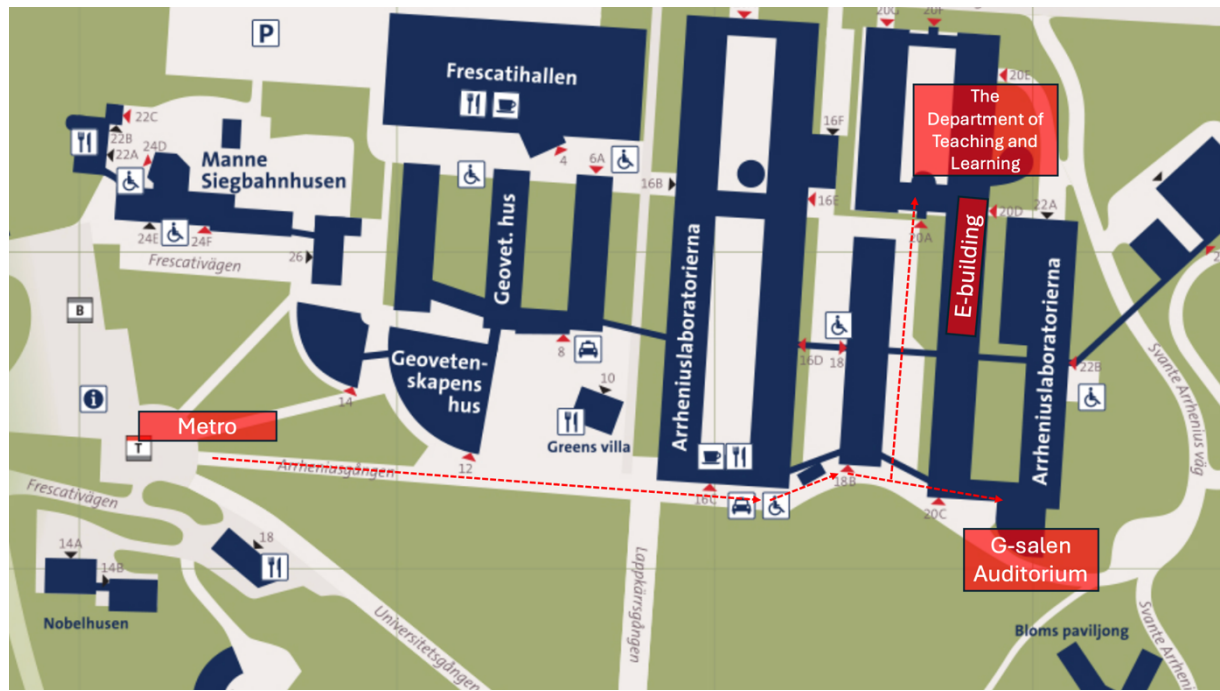 P
20G
20F
Frescatihallen
20E
The
Department of
Teaching and
Learning
22C
22B
22A
24D
Manne
Siegbahnhusen
4
6A
16F
16B
16E
20D
22A
20A
24E
24F
26
Frescativägen
Geovet. hus
Arrheniuslaboratorierna
E-building
Arrheniuslaboratorierna
B
i
8
16D
18
22B
Geoveten-
skapens
hus
10
14
Greens villa
Metro
T
12
Arrheniusgången
16C
18B
20C
Svante Arrhenius väg
Frescativägen
G-salen
Auditorium
18
14A
14B
Nobelhusen
Universitetsgången
Lappkärrsgången
Bloms paviljong
Svante Arrhenius